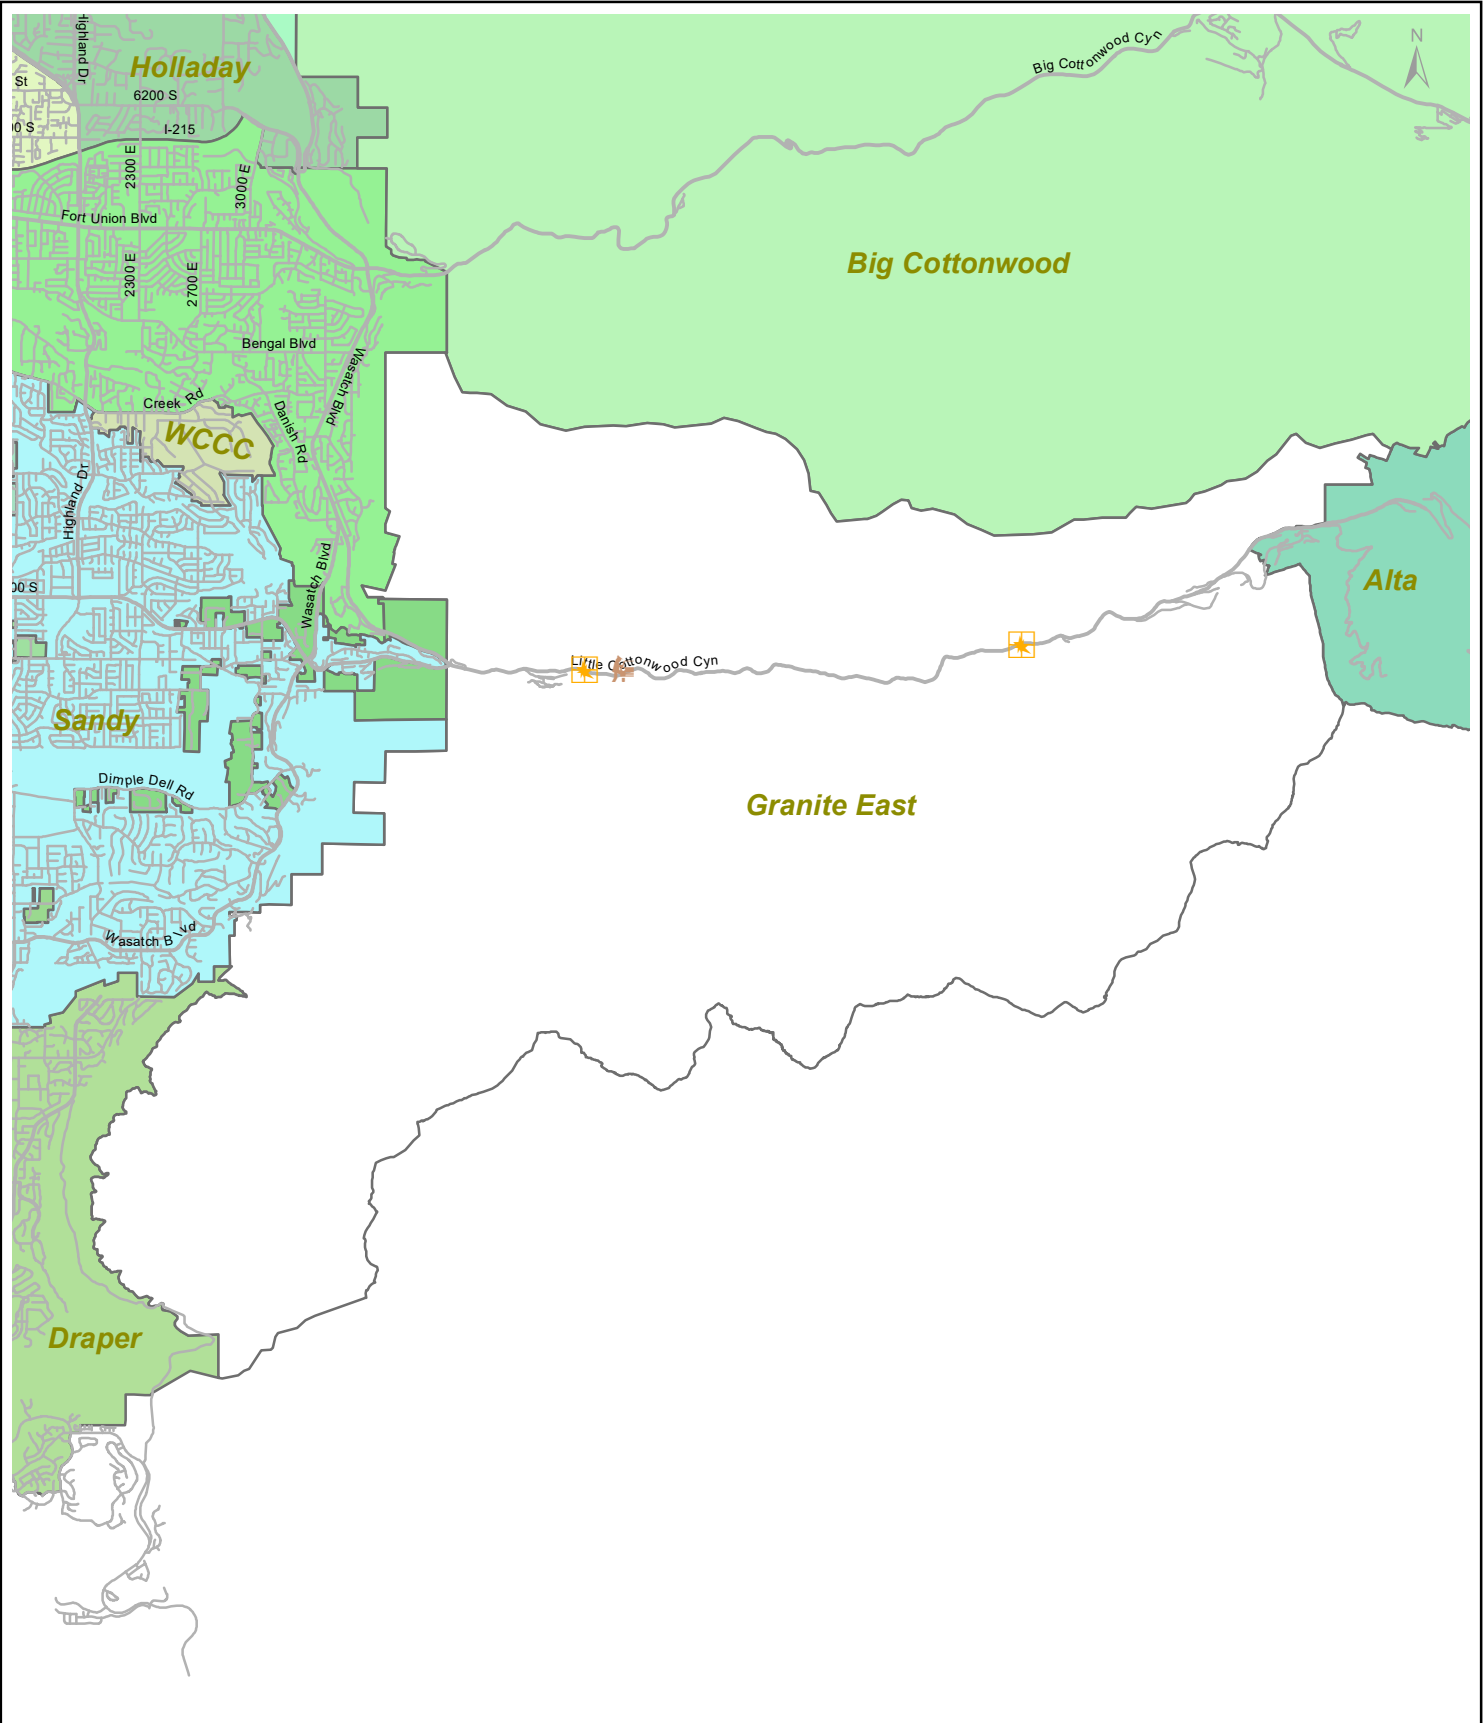 Highland Dr
Holladay
Big Cottonwood Cyn
N
St
6200 S
I-215
2300 E
3000 E
Fort Union Blvd
Big Cottonwood
2300 E
2700 E
Bengal Blvd
Wasatch Blvd
Creek Rd
Danish Rd
WCCC
Highland Dr
Wasatch Blvd
Alta
00 S
Little Cottonwood Cyn
Sandy
Dimple Dell Rd
Granite East
Wasatch Blvd
Draper